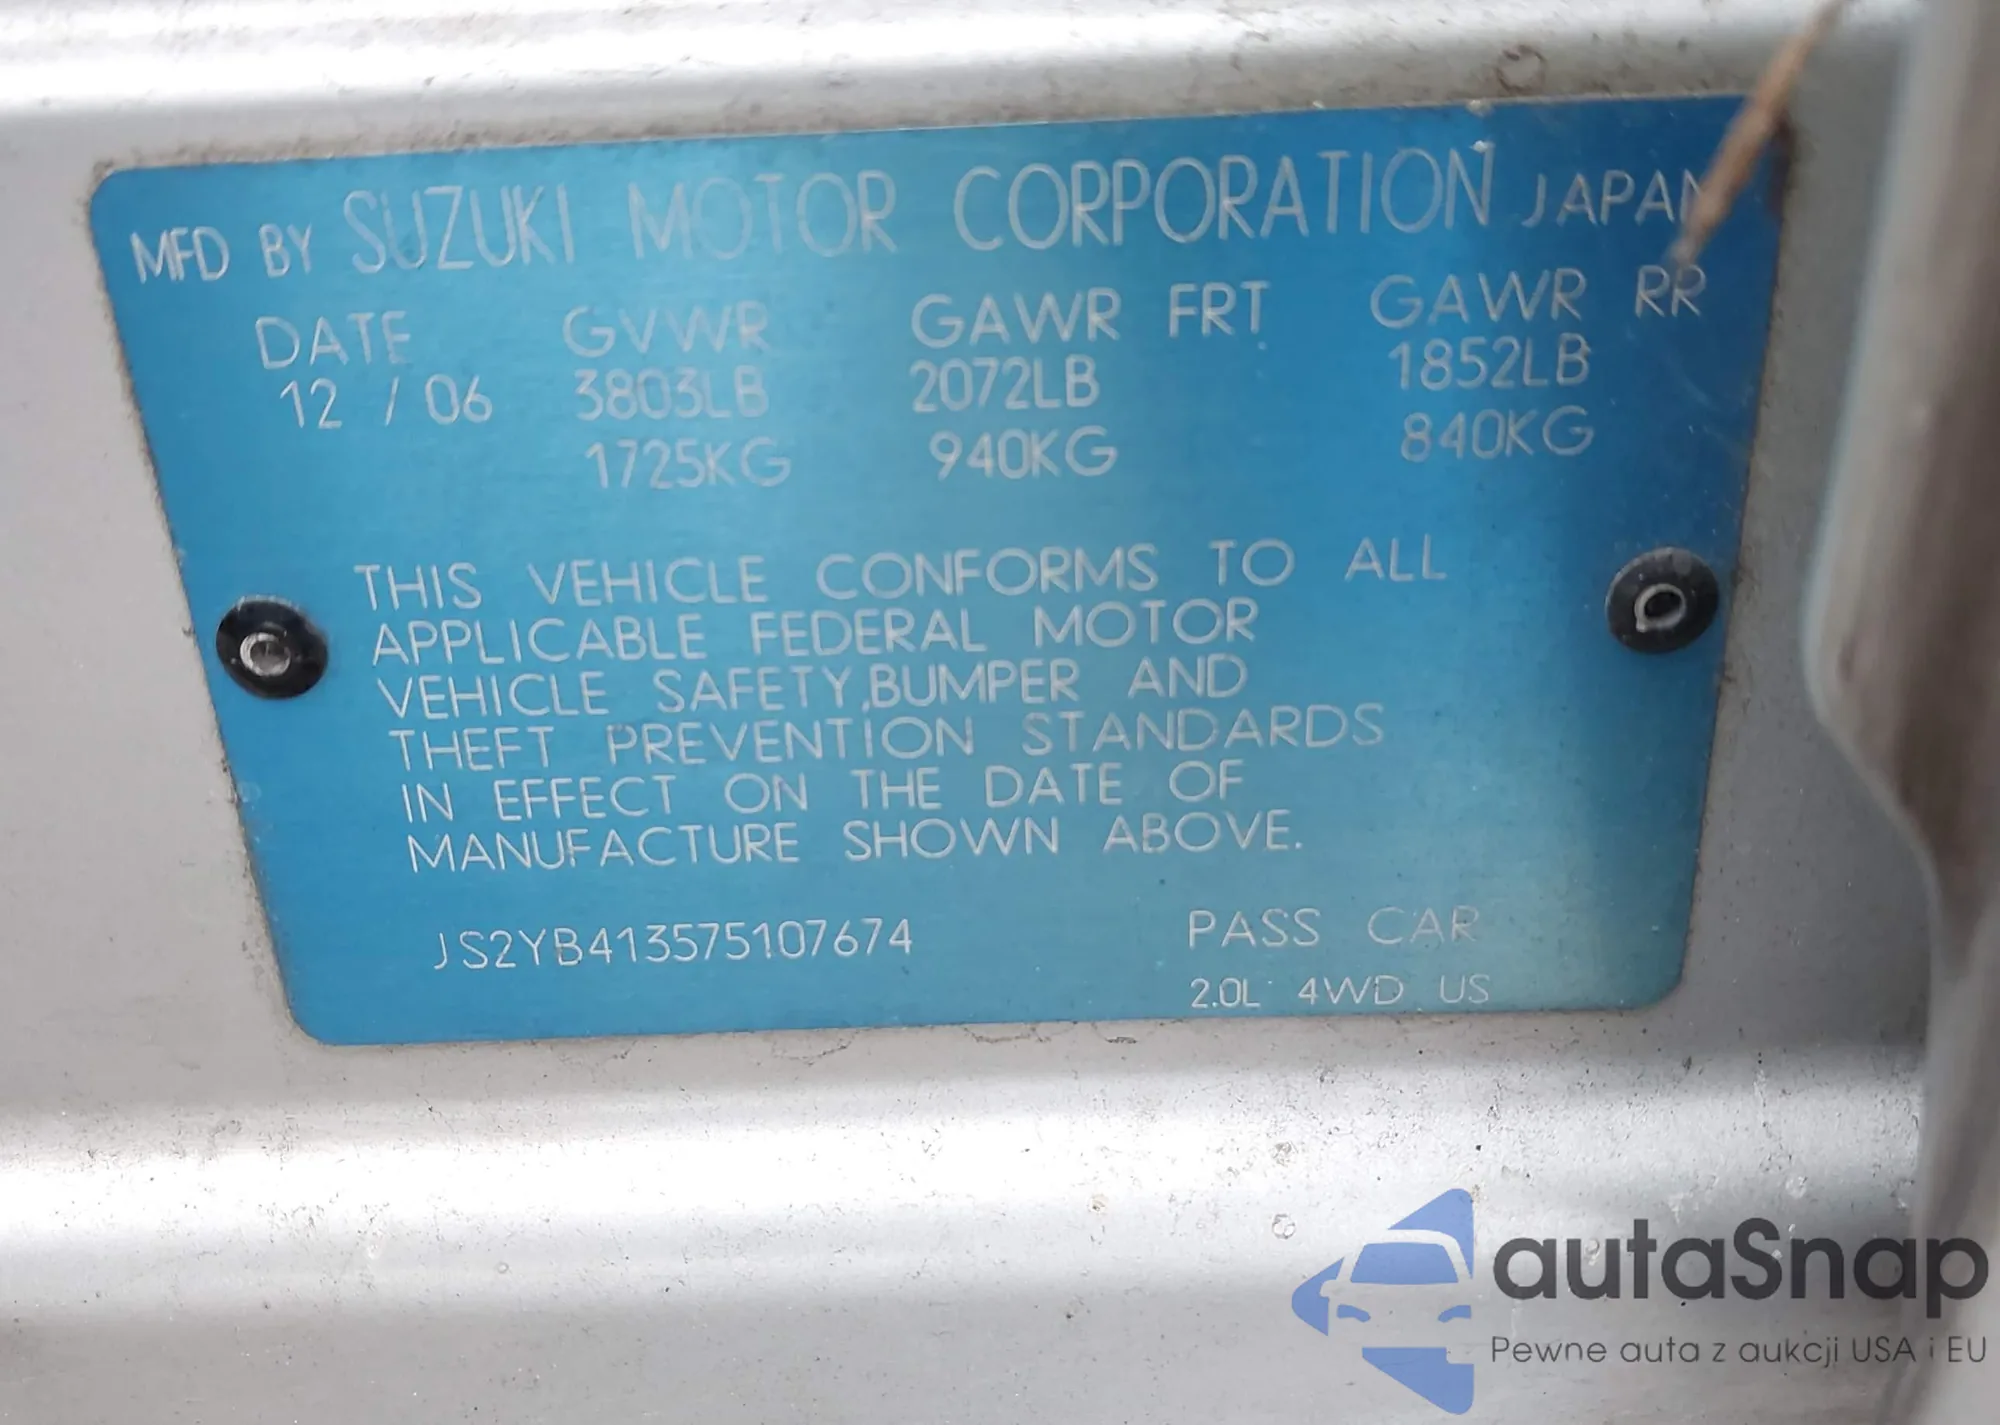 MFD BY SUZUKI MOTOR CORPORATION JAPAN
DATE GVWR GAWR FRT GAWR RR
12 / 06 3803LB 2072LB 1852LB
1725KG 940KG 840KG
THIS VEHICLE CONFORMS TO ALL
APPLICABLE FEDERAL MOTOR
VEHICLE SAFETY,BUMPER AND
THEFT PREVENTION STANDARDS
IN EFFECT ON THE DATE OF
MANUFACTURE SHOWN ABOVE.
JS2YB413575107674 PASS CAR
2.0L 4WD US
autaSnap
Pewne auta z aukcji USA i EU